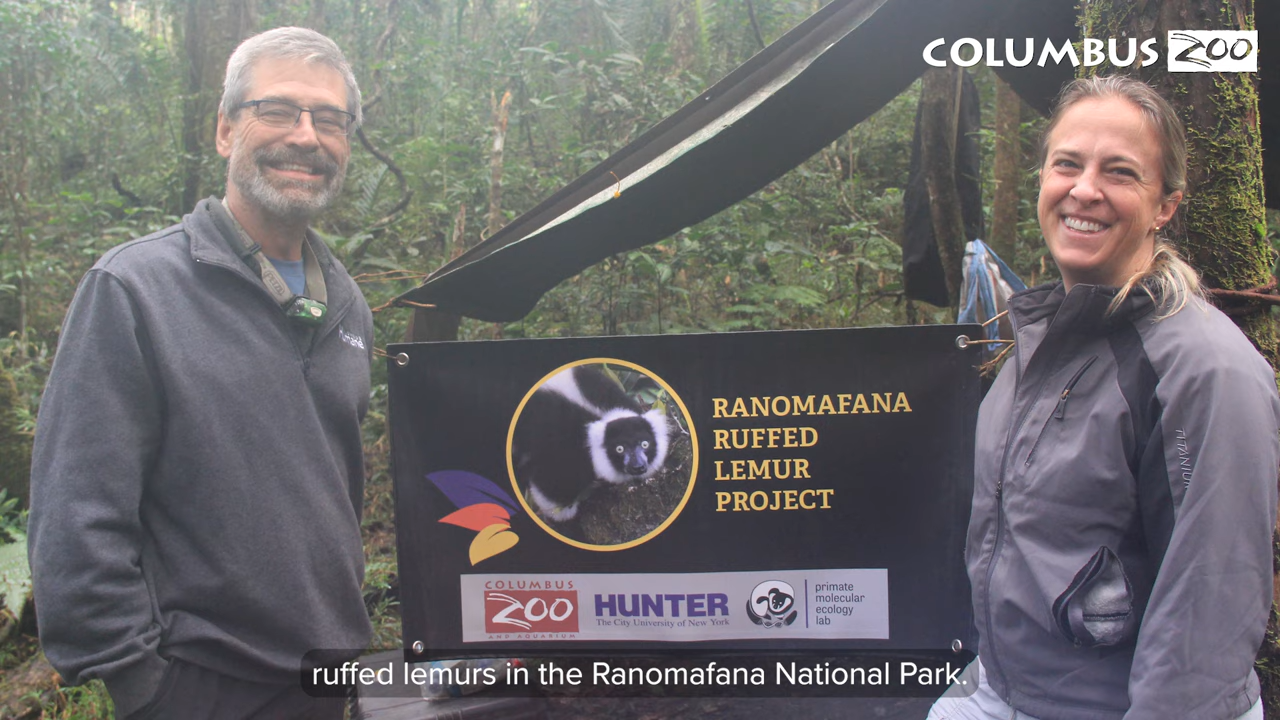 COLUMBUS ZOO
RANOMAFANA
RUFFED
LEMUR
PROJECT
COLUMBUS
ZOO
AND AQUARIUM
HUNTER
The City University of New York
primate
molecular
ecology
lab
TITANIUM
ruffed lemurs in the Ranomafana National Park.